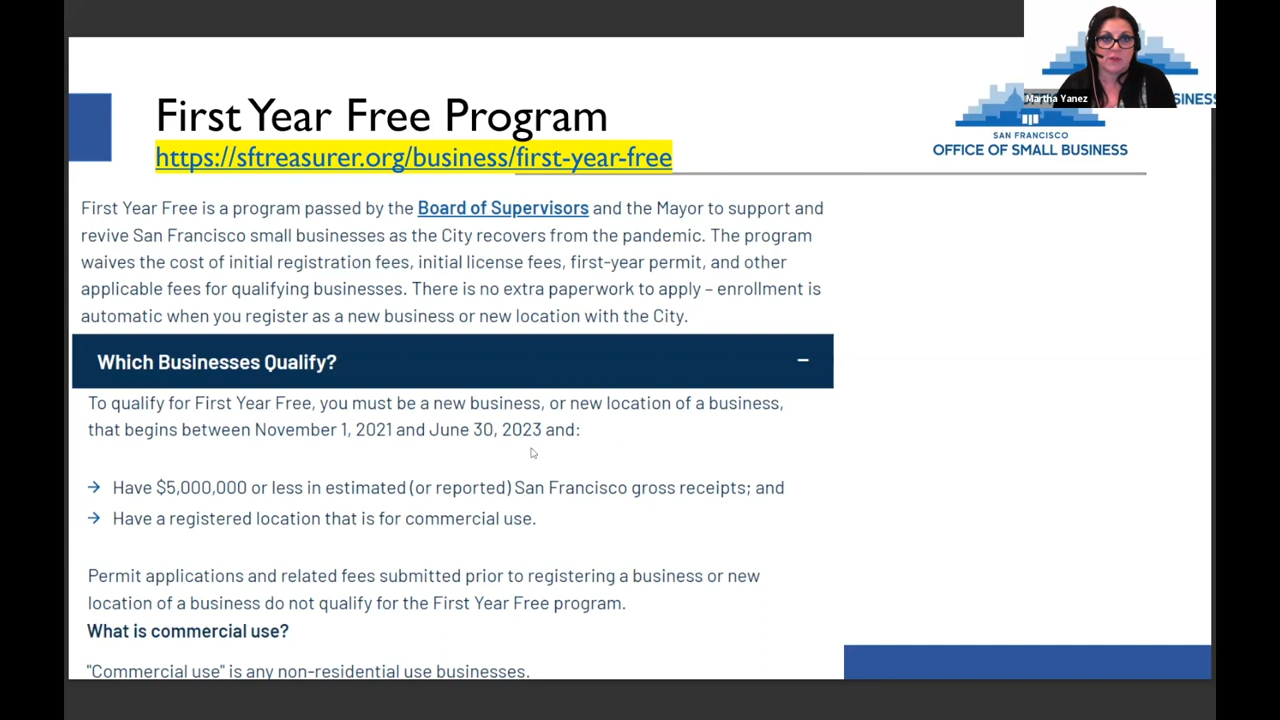 First Year Free Program
https://sftreasurer.org/business/first-year-free
Martha Yanez
SINESS
SAN FRANCISCO
OFFICE OF SMALL BUSINESS
First Year Free is a program passed by the Board of Supervisors and the Mayor to support and
revive San Francisco small businesses as the City recovers from the pandemic. The program
waives the cost of initial registration fees, initial license fees, first-year permit, and other
applicable fees for qualifying businesses. There is no extra paperwork to apply – enrollment is
automatic when you register as a new business or new location with the City.
Which Businesses Qualify?
To qualify for First Year Free, you must be a new business, or new location of a business,
that begins between November 1, 2021 and June 30, 2023 and:
→ Have $5,000,000 or less in estimated (or reported) San Francisco gross receipts; and
→ Have a registered location that is for commercial use.
Permit applications and related fees submitted prior to registering a business or new
location of a business do not qualify for the First Year Free program.
What is commercial use?
"Commercial use" is any non-residential use businesses.